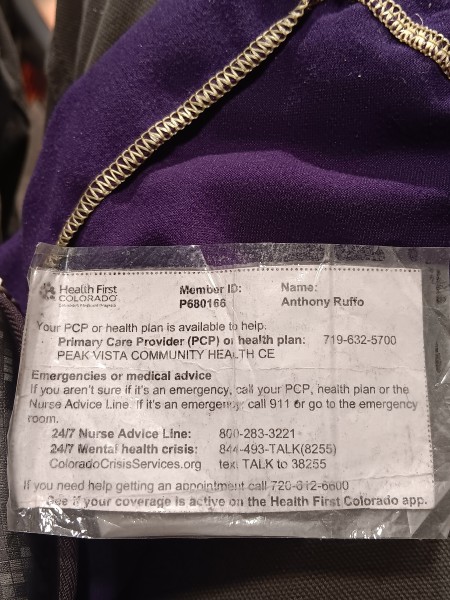 Health First
COLORADO
Member ID:
P680166
Name:
Anthony Ruffo
Your PCP or health plan is available to help.
Primary Care Provider (PCP) or health plan: 719-632-5700
PEAK VISTA COMMUNITY HEALTH CE
Emergencies or medical advice
If you aren't sure if it's an emergency, call your PCP, health plan or the
Nurse Advice Line. If it's an emergency, call 911 or go to the emergency
room.
24/7 Nurse Advice Line: 800-283-3221
24/7 Mental health crisis: 844-493-TALK(8255)
ColoradoCrisisServices.org text TALK to 38255
If you need help getting an appointment call 720-612-6600
See if your coverage is active on the Health First Colorado app.